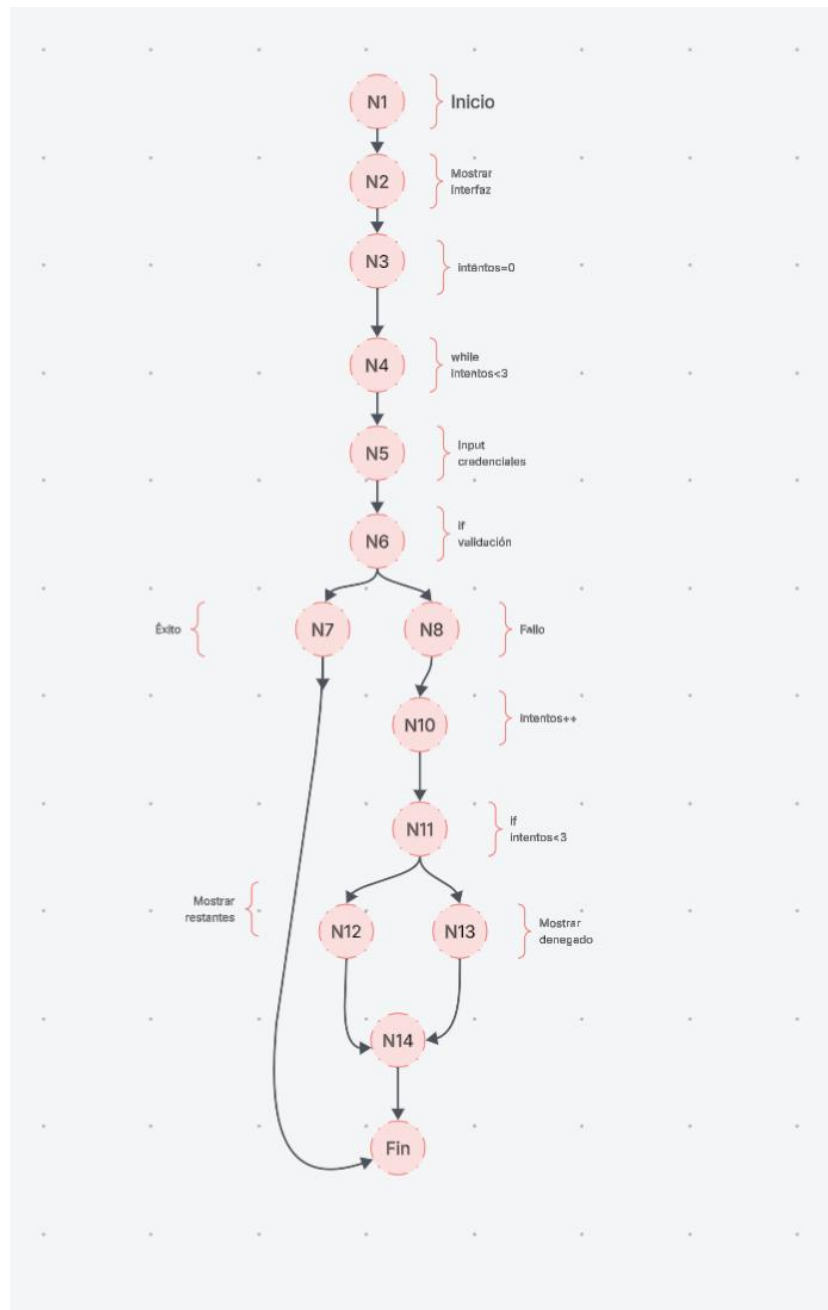 N1
Inicio
N2
Mostrar
interfaz
N3
intentos=0
N4
while
intentos<3
N5
Input
credenciales
N6
if
validación
Éxito
N7
N8
Fallo
N10
intentos++
N11
if
intentos<3
Mostrar
restantes
N12
N13
Mostrar
denegado
N14
Fin